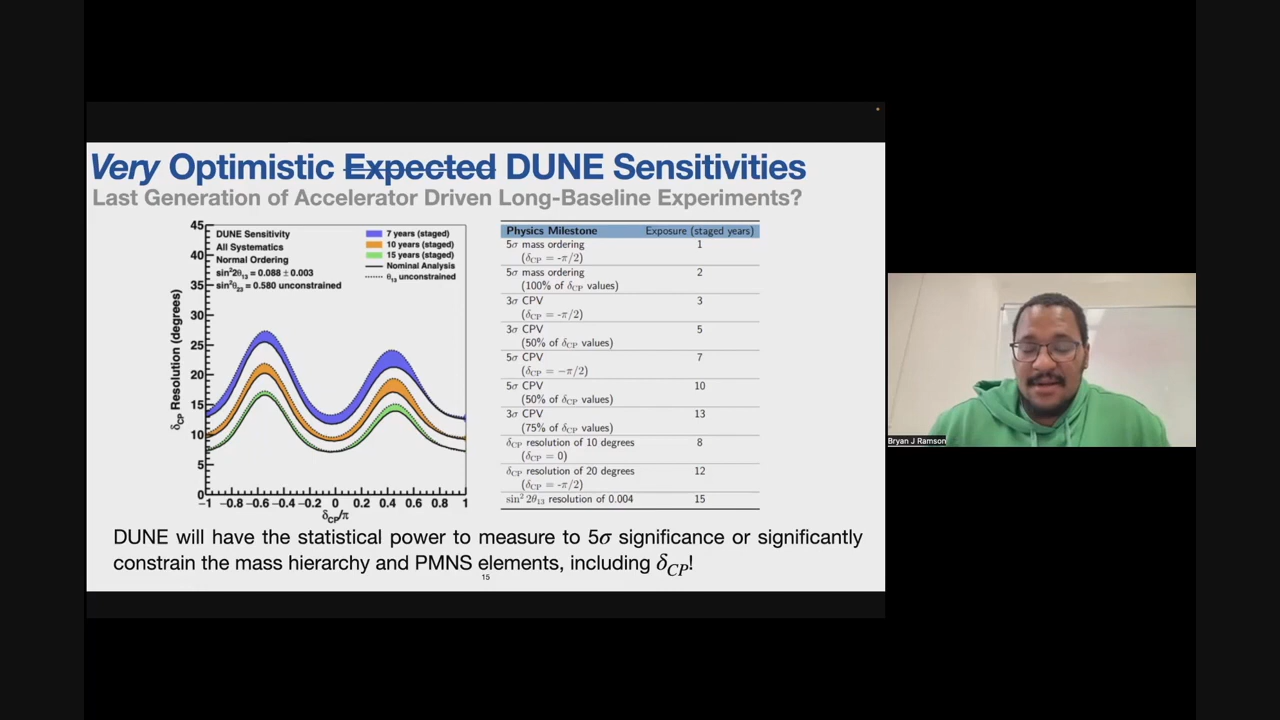 Very Optimistic Expected DUNE Sensitivities
Last Generation of Accelerator Driven Long-Baseline Experiments?
DUNE Sensitivity
All Systematics
Normal Ordering
sin²2θ₁₃ = 0.088 ± 0.003
sin²θ₂₃ = 0.580 unconstrained
7 years (staged)
10 years (staged)
15 years (staged)
Nominal Analysis
θ₁₃ unconstrained
δCP Resolution (degrees)
45
40
35
30
25
20
15
10
5
0
−1 −0.8 −0.6 −0.4 −0.2 0 0.2 0.4 0.6 0.8 1
δCP/π
Physics Milestone Exposure (staged years)
5σ mass ordering 1
(δCP = -π/2)
5σ mass ordering 2
(100% of δCP values)
3σ CPV 3
(δCP = -π/2)
3σ CPV 5
(50% of δCP values)
5σ CPV 7
(δCP = −π/2)
5σ CPV 10
(50% of δCP values)
3σ CPV 13
(75% of δCP values)
δCP resolution of 10 degrees 8
(δCP = 0)
δCP resolution of 20 degrees 12
(δCP = -π/2)
sin² 2θ₁₃ resolution of 0.004 15
DUNE will have the statistical power to measure to 5σ significance or significantly
constrain the mass hierarchy and PMNS elements, including δCP!
15
Bryan J Ramson